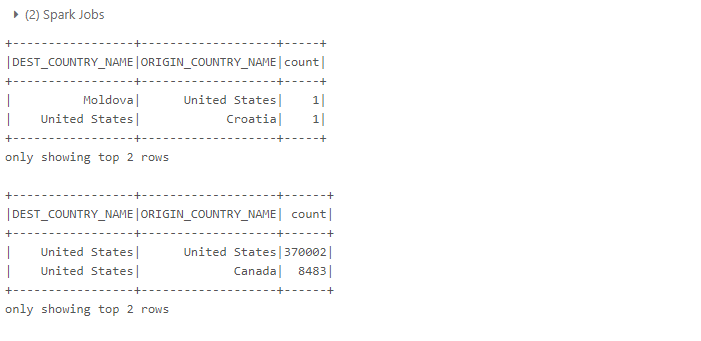 (2) Spark Jobs
+-----------------+-------------------+-----+
|DEST_COUNTRY_NAME|ORIGIN_COUNTRY_NAME|count|
+-----------------+-------------------+-----+
|          Moldova|      United States|    1|
|    United States|            Croatia|    1|
+-----------------+-------------------+-----+
only showing top 2 rows
+-----------------+-------------------+------+
|DEST_COUNTRY_NAME|ORIGIN_COUNTRY_NAME| count|
+-----------------+-------------------+------+
|    United States|      United States|370002|
|    United States|             Canada|  8483|
+-----------------+-------------------+------+
only showing top 2 rows